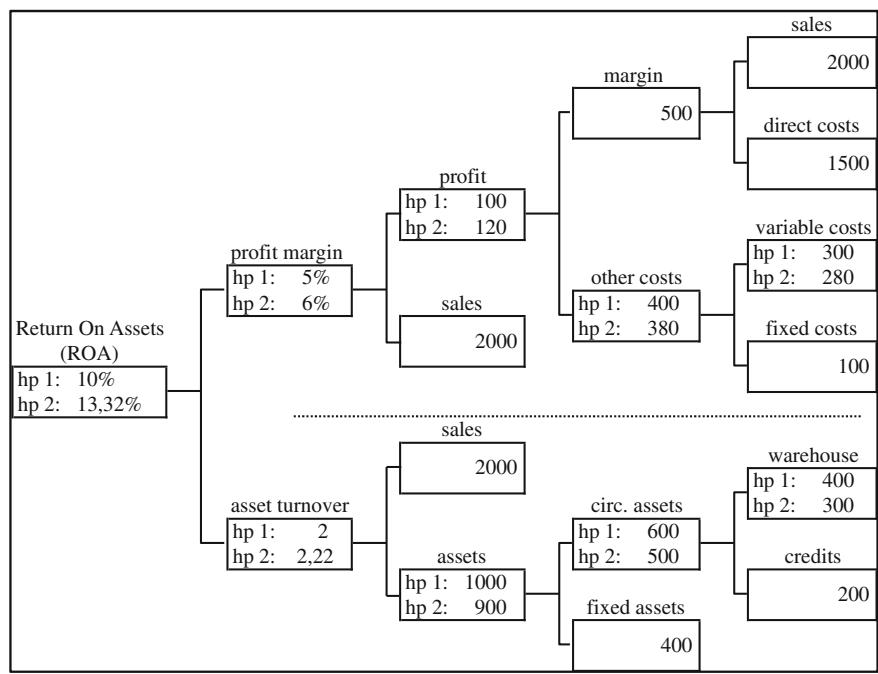 sales
2000
margin
500
direct costs
1500
profit
hp 1: 100
hp 2: 120
variable costs
hp 1: 300
hp 2: 280
profit margin
hp 1: 5%
hp 2: 6%
other costs
hp 1: 400
hp 2: 380
sales
2000
fixed costs
100
Return On Assets
(ROA)
hp 1: 10%
hp 2: 13,32%
sales
2000
warehouse
hp 1: 400
hp 2: 300
asset turnover
hp 1: 2
hp 2: 2,22
circ. assets
hp 1: 600
hp 2: 500
assets
hp 1: 1000
hp 2: 900
credits
200
fixed assets
400